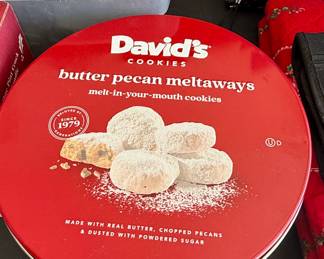 David's
COOKIES
butter pecan meltaways
melt-in-your-mouth cookies
SINCE
1979
MADE WITH REAL BUTTER, CHOPPED PECANS
& DUSTED WITH POWDERED SUGAR